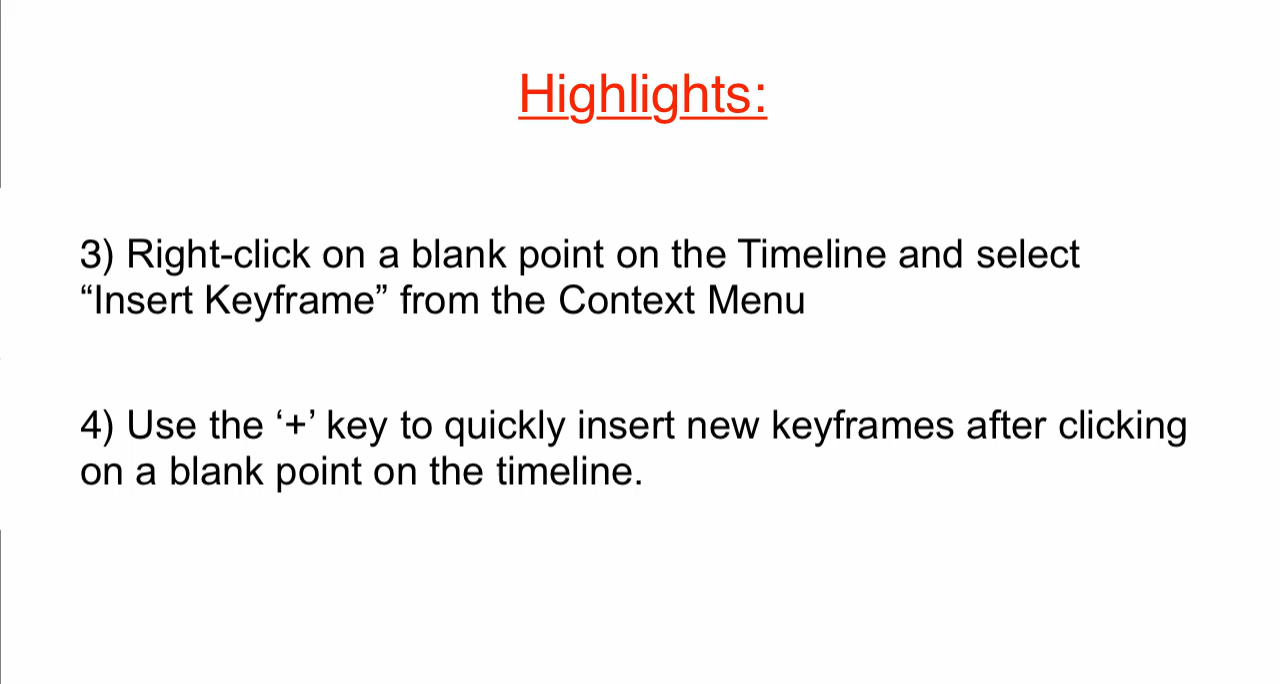 Highlights:
3) Right-click on a blank point on the Timeline and select
“Insert Keyframe” from the Context Menu
4) Use the ‘+’ key to quickly insert new keyframes after clicking
on a blank point on the timeline.